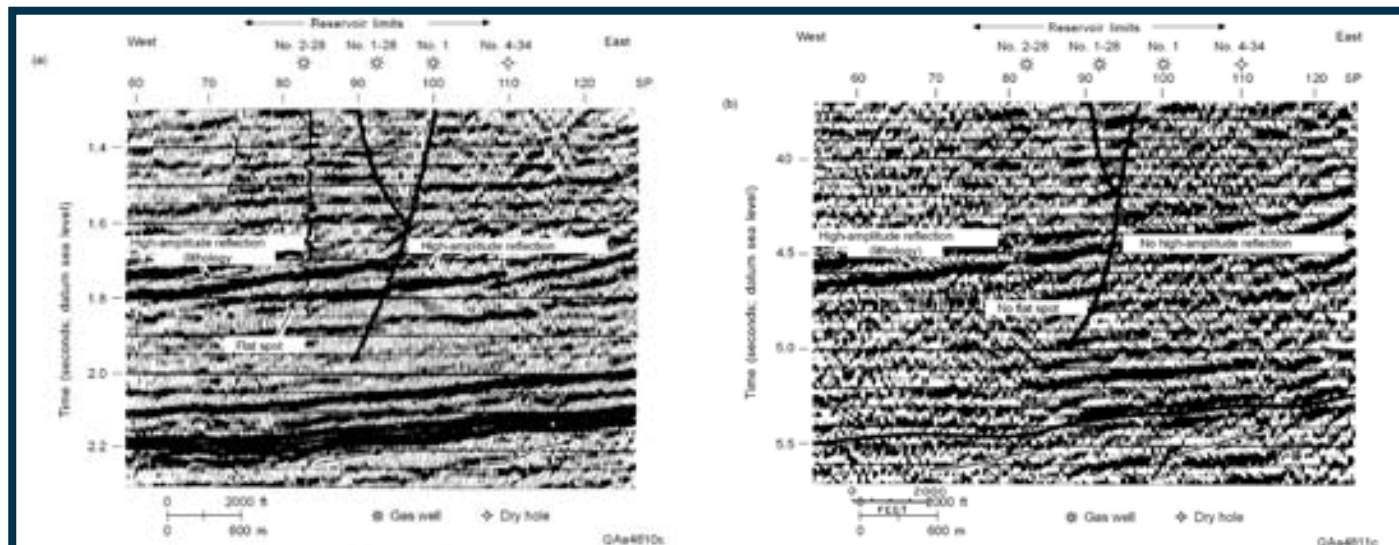 Reservoir limits
West
East
No. 2-28 No. 1-28 No. 1 No. 4-34
(a)
60 70 80 90 100 110 120 SP
Time (seconds, datum sea level)
1.4
1.6
High-amplitude reflection
(lithology
High-amplitude reflection
1.8
Flat spot
2.0
2.2
0 2000 ft
0 600 m
Gas well
Dry hole
QAa4810c
Reservoir limits
West
East
No. 2-28 No. 1-28 No. 1 No. 4-34
60 70 80 90 100 110 120 SP
(b)
Time (seconds, datum sea level)
4.0
High-amplitude reflection
(lithology)
No high-amplitude reflection
4.5
No flat spot
5.0
5.5
0 2000
2000 ft
FEET
0 600 m
Gas well
Dry hole
QAa4811c